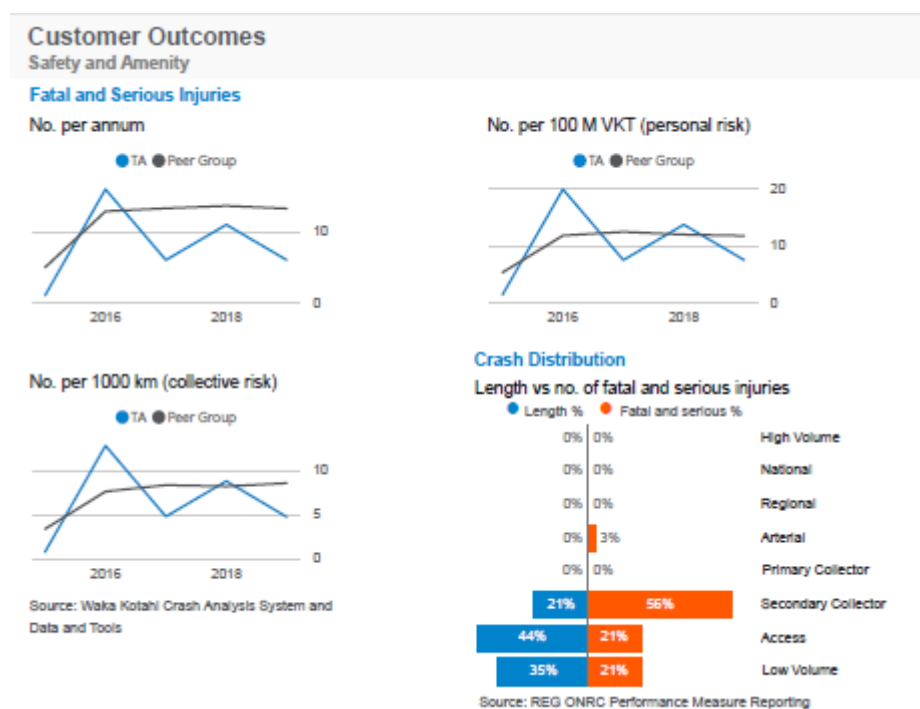 Customer Outcomes
Safety and Amenity
Fatal and Serious Injuries
No. per annum
TA Peer Group
10
0
2016 2018
No. per 100 M VKT (personal risk)
TA Peer Group
20
10
0
2016 2018
No. per 1000 km (collective risk)
TA Peer Group
10
5
0
2016 2018
Source: Waka Kotahi Crash Analysis System and
Data and Tools
Crash Distribution
Length vs no. of fatal and serious injuries
Length % Fatal and serious %
0% 0% High Volume
0% 0% National
0% 0% Regional
0% 3% Arterial
0% 0% Primary Collector
21% 56% Secondary Collector
44% 21% Access
35% 21% Low Volume
Source: REG ONRC Performance Measure Reporting